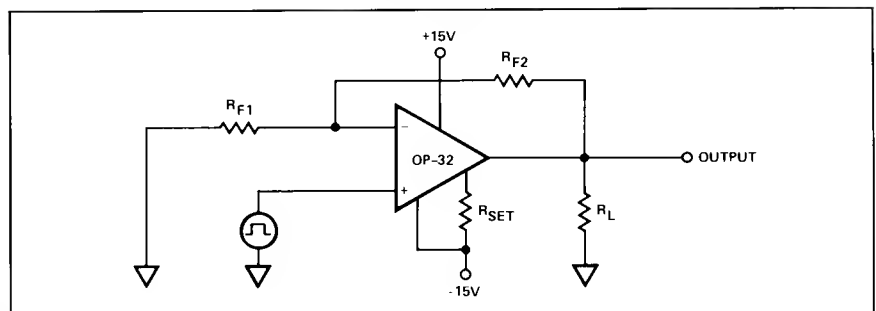 +15V
RF2
RF1
−
OP-32
OUTPUT
+
RSET
RL
-15V